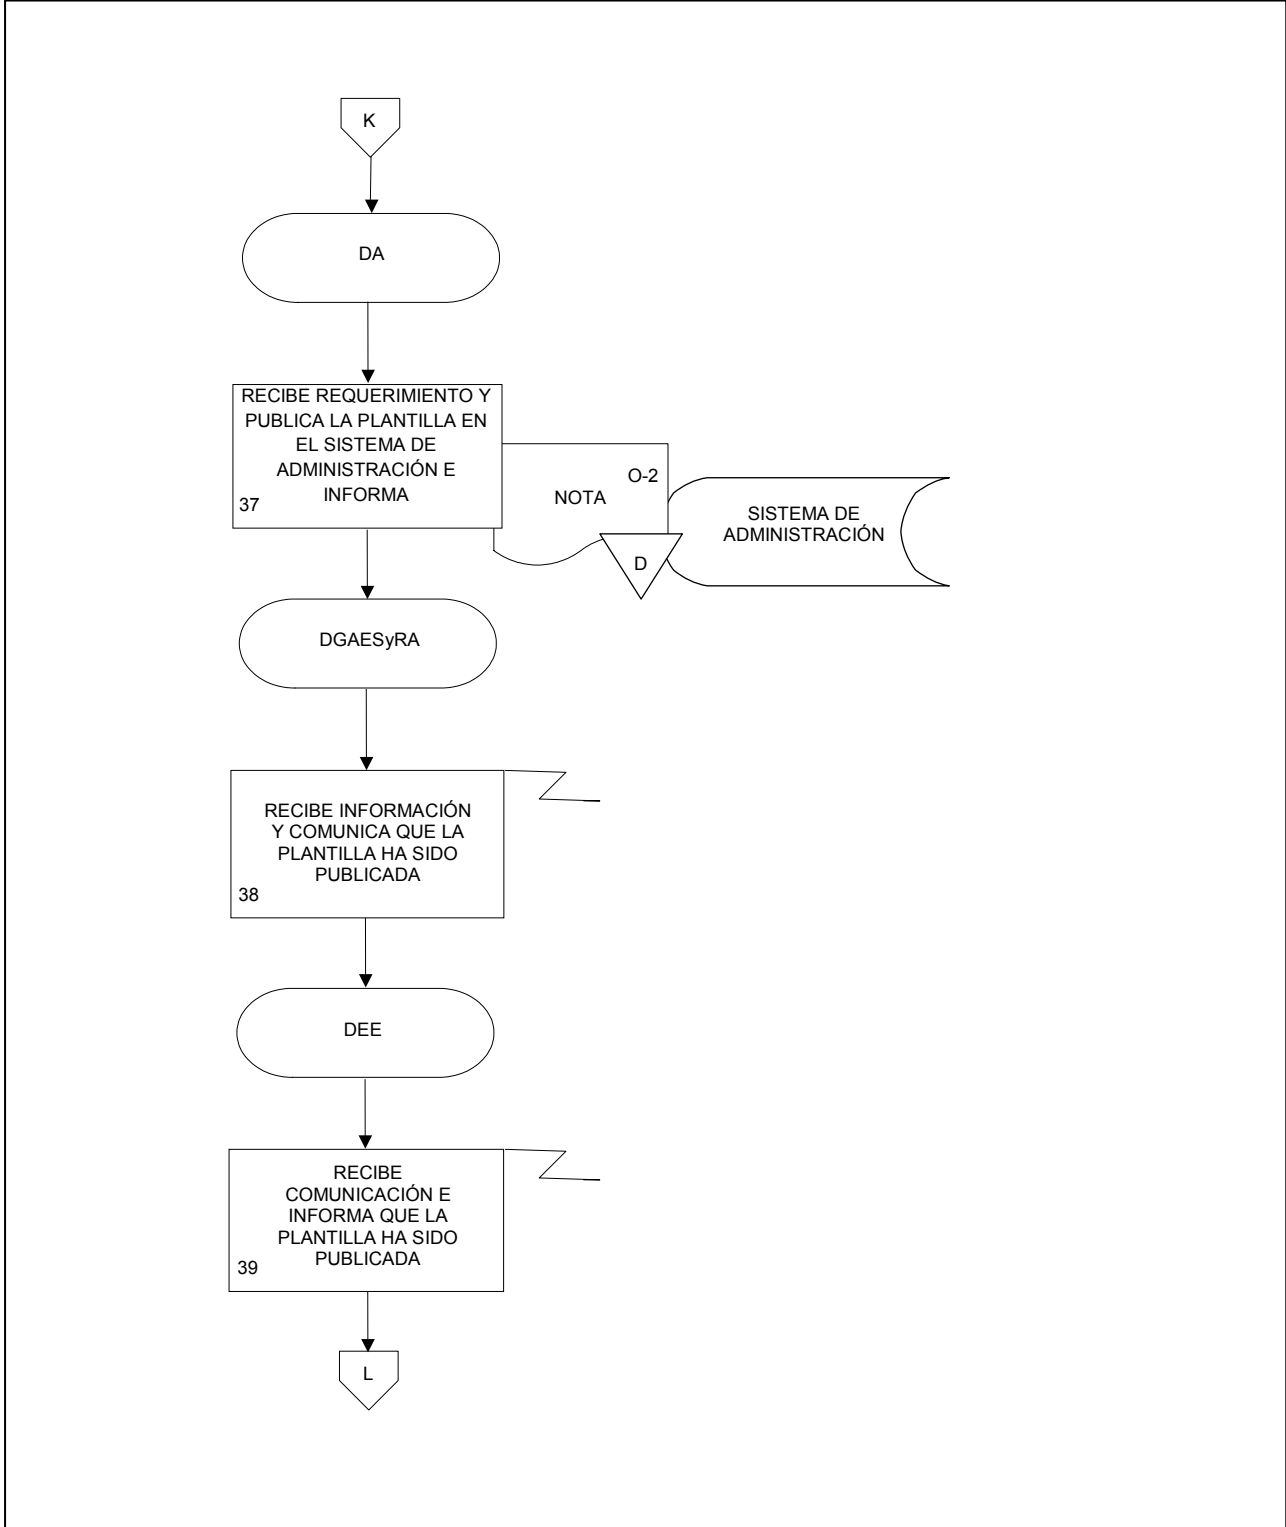 K
DA
RECIBE REQUERIMIENTO Y
PUBLICA LA PLANTILLA EN
EL SISTEMA DE
ADMINISTRACIÓN E
INFORMA
37
O-2
NOTA
D
SISTEMA DE
ADMINISTRACIÓN
DGAESyRA
RECIBE INFORMACIÓN
Y COMUNICA QUE LA
PLANTILLA HA SIDO
PUBLICADA
38
DEE
RECIBE
COMUNICACIÓN E
INFORMA QUE LA
PLANTILLA HA SIDO
PUBLICADA
39
L